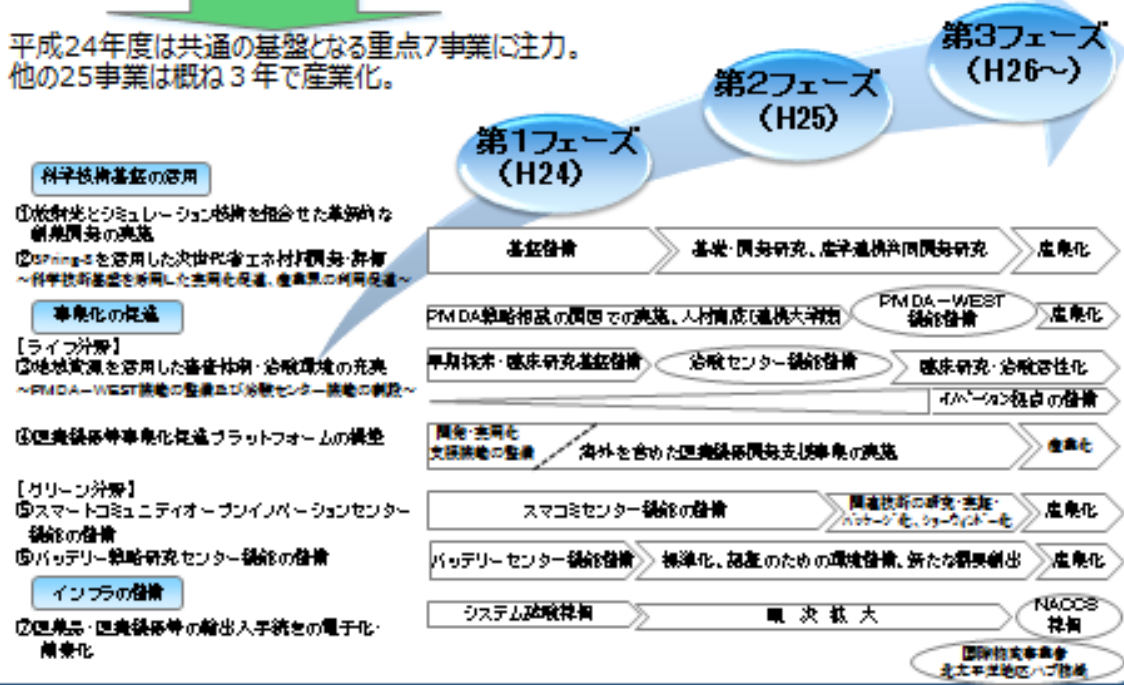 平成24年度は共通の基盤となる重点7事業に注力。
他の25事業は概ね3年で産業化。
第1フェーズ
(H24)
第2フェーズ
(H25)
第3フェーズ
(H26~)
科学技術基盤の活用
①放射光とシミュレーション技術を組合せた革新的な
創薬開発の実施
②SPring-8を活用した次世代省エネ材料開発・評価
~科学技術基盤を活用した実用化促進、産業界の利用促進~
基盤整備
基礎・開発研究、産学連携共同開発研究
産業化
事業化の促進
【ライフ分野】
③地域資源を活用した審査体制・治験環境の充実
~PMDA-WEST機能の整備及び治験センター機能の創設~
PMDA戦略相談の関西での実施、人材育成(連携大学院)
PMDA-WEST
機能整備
産業化
早期探索・臨床研究基盤整備
治験センター機能整備
臨床研究・治験活性化
イノベーション拠点の整備
④医療機器等事業化促進プラットフォームの構築
開発・実用化
支援機能の整備
海外を含めた医療機器開発支援事業の実施
産業化
【グリーン分野】
⑤スマートコミュニティオープンイノベーションセンター
機能の整備
スマコミセンター機能の整備
関連技術の研究・実証・
パッケージ化、ショーウィンドー化
産業化
⑥バッテリー戦略研究センター機能の整備
バッテリーセンター機能整備
標準化、認証のための環境整備、新たな需要創出
産業化
インフラの整備
⑦医薬品・医療機器等の輸出入手続きの電子化・
簡素化
システム試験稼働
順次拡大
NACCS
稼働
国際物流事業者
北太平洋地区ハブ機能